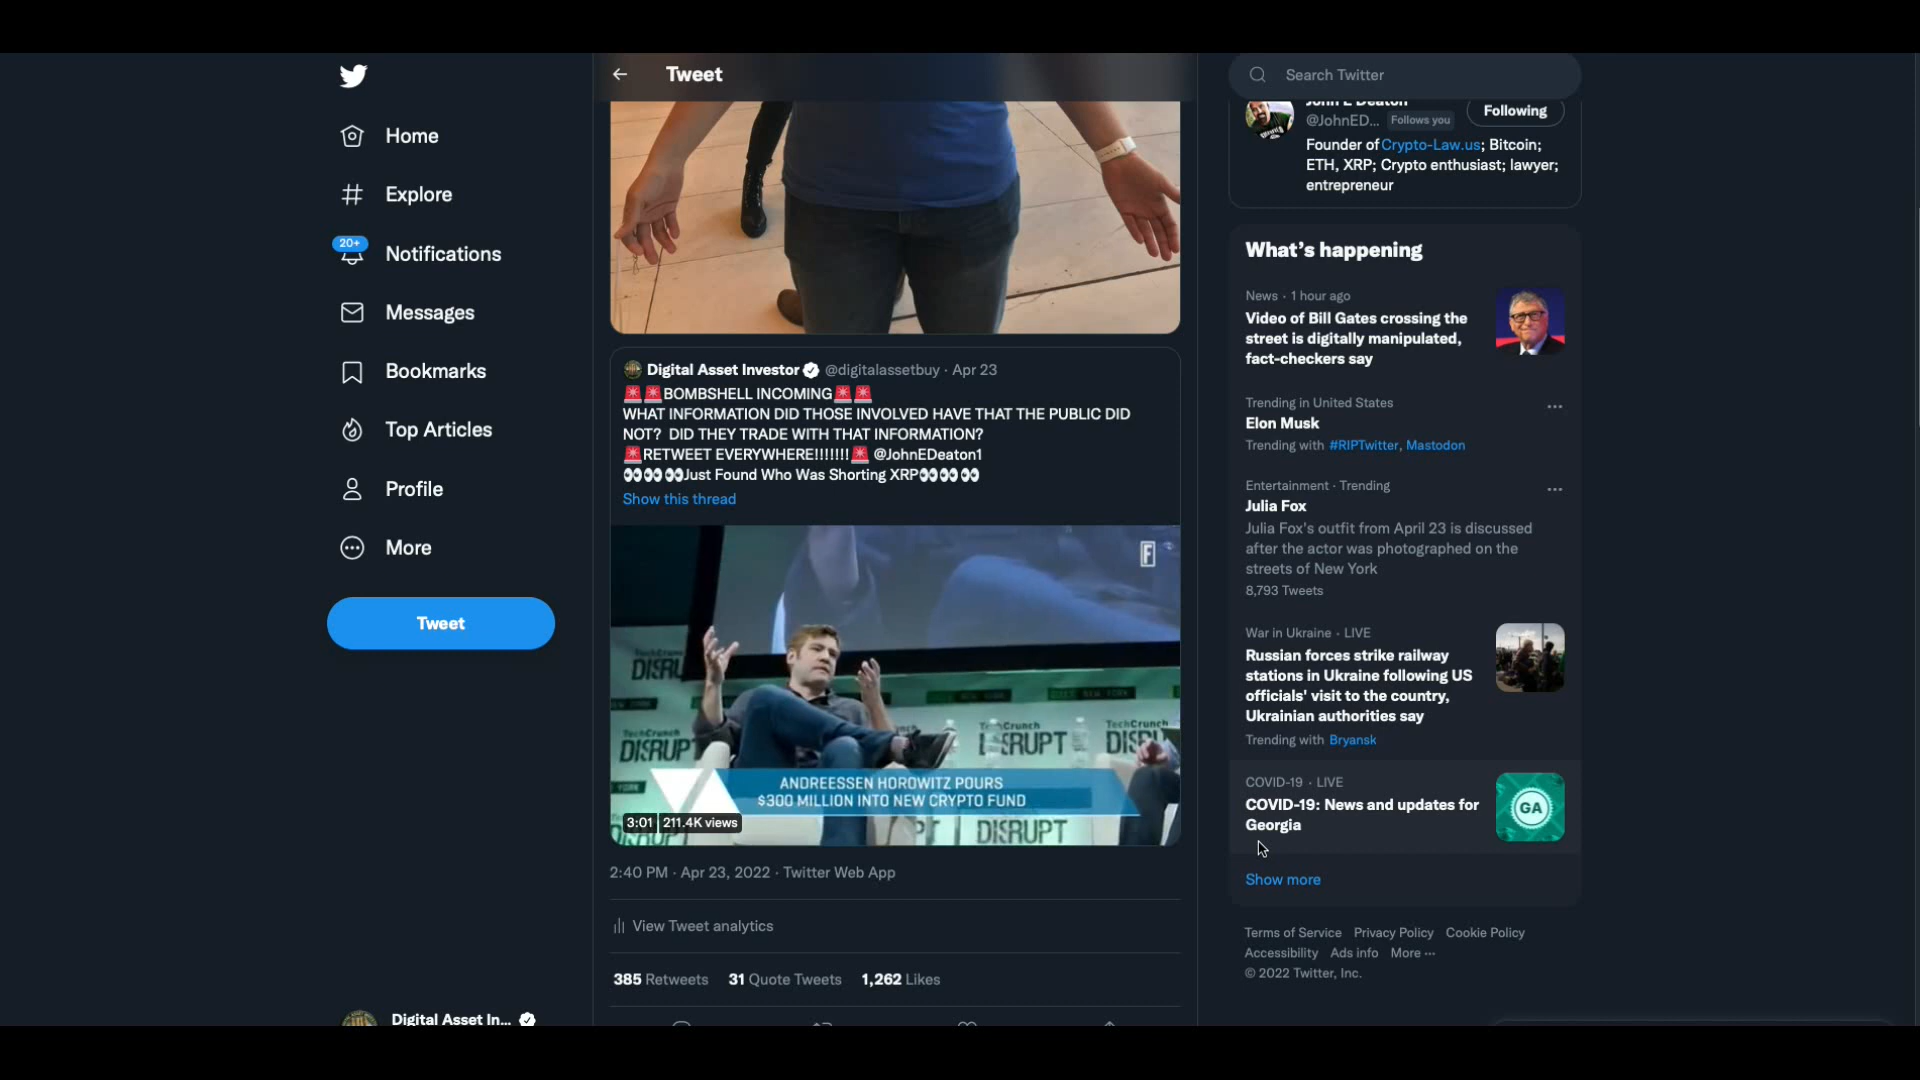 Tweet
Search Twitter
Home
Explore
20+
Notifications
Messages
Bookmarks
Top Articles
Profile
More
Tweet
Digital Asset In...
Digital Asset Investor @digitalassetbuy · Apr 23
🚨🚨BOMBSHELL INCOMING🚨🚨
WHAT INFORMATION DID THOSE INVOLVED HAVE THAT THE PUBLIC DID
NOT? DID THEY TRADE WITH THAT INFORMATION?
🚨RETWEET EVERYWHERE!!!!!!!🚨 @JohnEDeaton1
👀👀👀Just Found Who Was Shorting XRP👀👀👀
Show this thread
F
TechCrunch
DISRUPT
TechCrunch
TechCrunch
DISRUPT
ANDREESSEN HOROWITZ POURS
$300 MILLION INTO NEW CRYPTO FUND
3:01 211.4K views
DISRUPT
2:40 PM · Apr 23, 2022 · Twitter Web App
View Tweet analytics
385 Retweets 31 Quote Tweets 1,262 Likes
John E Deaton
@JohnED... Follows you
Following
Founder of Crypto-Law.us; Bitcoin;
ETH, XRP; Crypto enthusiast; lawyer;
entrepreneur
What's happening
News · 1 hour ago
Video of Bill Gates crossing the
street is digitally manipulated,
fact-checkers say
Trending in United States
Elon Musk
Trending with #RIPTwitter, Mastodon
Entertainment · Trending
Julia Fox
Julia Fox's outfit from April 23 is discussed
after the actor was photographed on the
streets of New York
8,793 Tweets
War in Ukraine · LIVE
Russian forces strike railway
stations in Ukraine following US
officials' visit to the country,
Ukrainian authorities say
Trending with Bryansk
COVID-19 · LIVE
COVID-19: News and updates for
Georgia
GA
Show more
Terms of Service Privacy Policy Cookie Policy
Accessibility Ads info More ···
© 2022 Twitter, Inc.